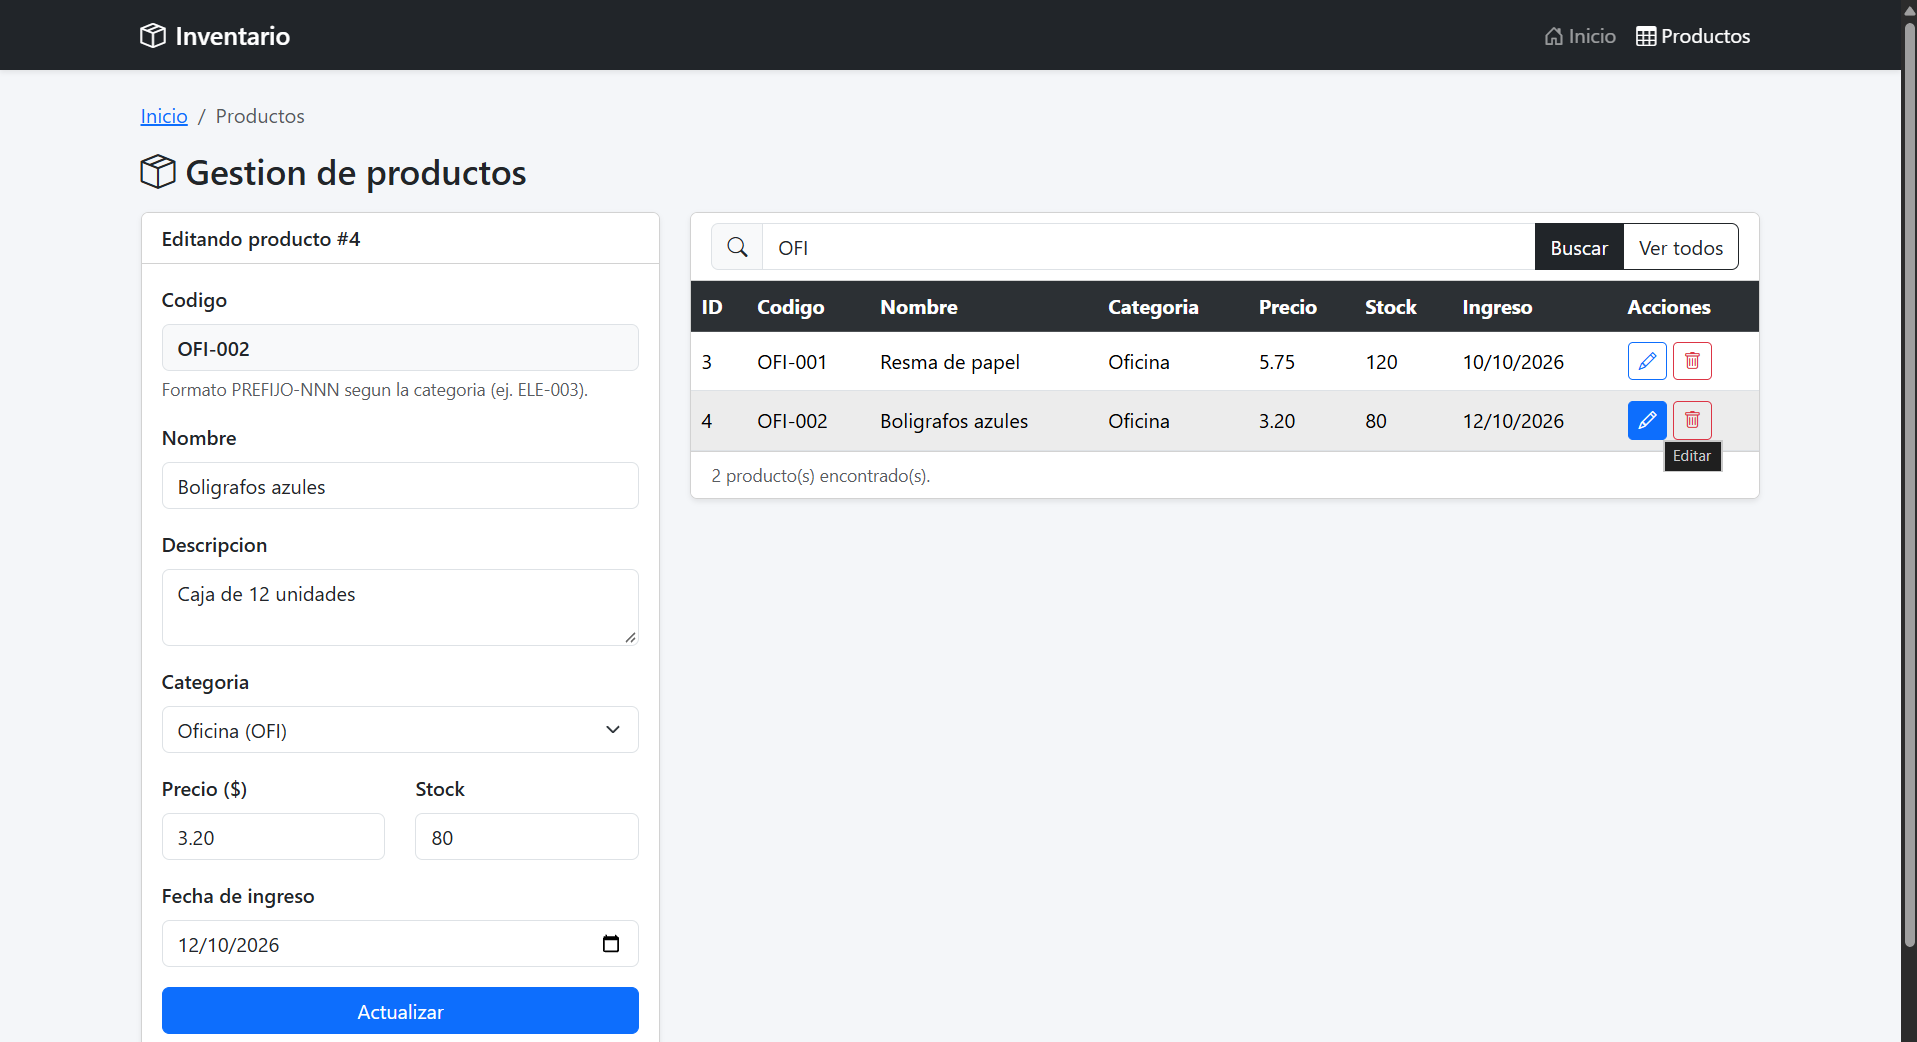 Inventario
Inicio Productos
Inicio / Productos
Gestion de productos
Editando producto #4
Codigo
OFI-002
Formato PREFIJO-NNN segun la categoria (ej. ELE-003).
Nombre
Boligrafos azules
Descripcion
Caja de 12 unidades
Categoria
Oficina (OFI)
Precio ($) Stock
3.20 80
Fecha de ingreso
12/10/2026
Actualizar
OFI Buscar Ver todos
ID Codigo Nombre Categoria Precio Stock Ingreso Acciones
3 OFI-001 Resma de papel Oficina 5.75 120 10/10/2026
4 OFI-002 Boligrafos azules Oficina 3.20 80 12/10/2026
Editar
2 producto(s) encontrado(s).